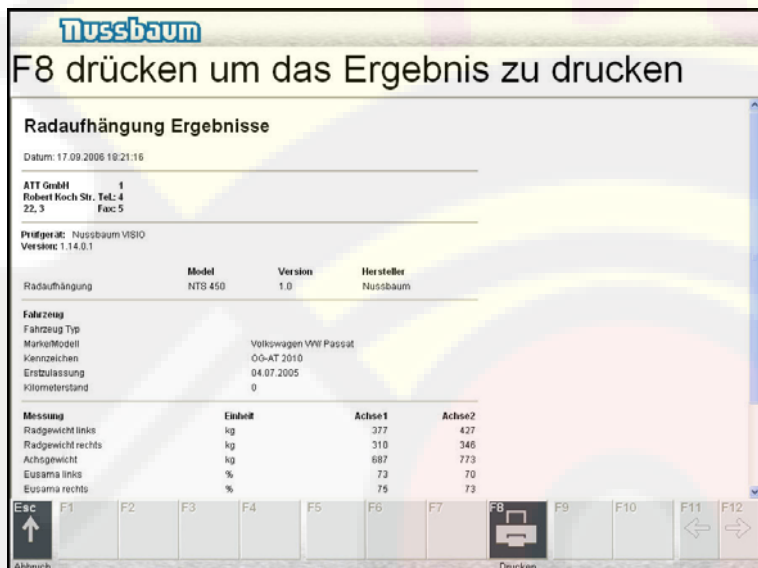 Nussbaum
F8 drücken um das Ergebnis zu drucken
Radaufhängung Ergebnisse
Datum: 17.09.2006 18:21:16
ATT GmbH 1
Robert Koch Str. Tel.: 4
22, 3 Fax: 5
Prüfgerät: Nussbaum VISIO
Version: 1.14.0.1
Model Version Hersteller
Radaufhängung NTS 450 1.0 Nussbaum
Fahrzeug
Fahrzeug Typ
Marke/Modell Volkswagen VW Passat
Kennzeichen OG-AT 2010
Erstzulassung 04.07.2005
Kilometerstand 0
Messung Einheit Achse1 Achse2
Radgewicht links kg 377 427
Radgewicht rechts kg 310 346
Achsgewicht kg 687 773
Eusama links % 73 70
Eusama rechts % 75 73
Esc F1 F2 F3 F4 F5 F6 F7 F8 F9 F10 F11 F12
Abbruch Drucken